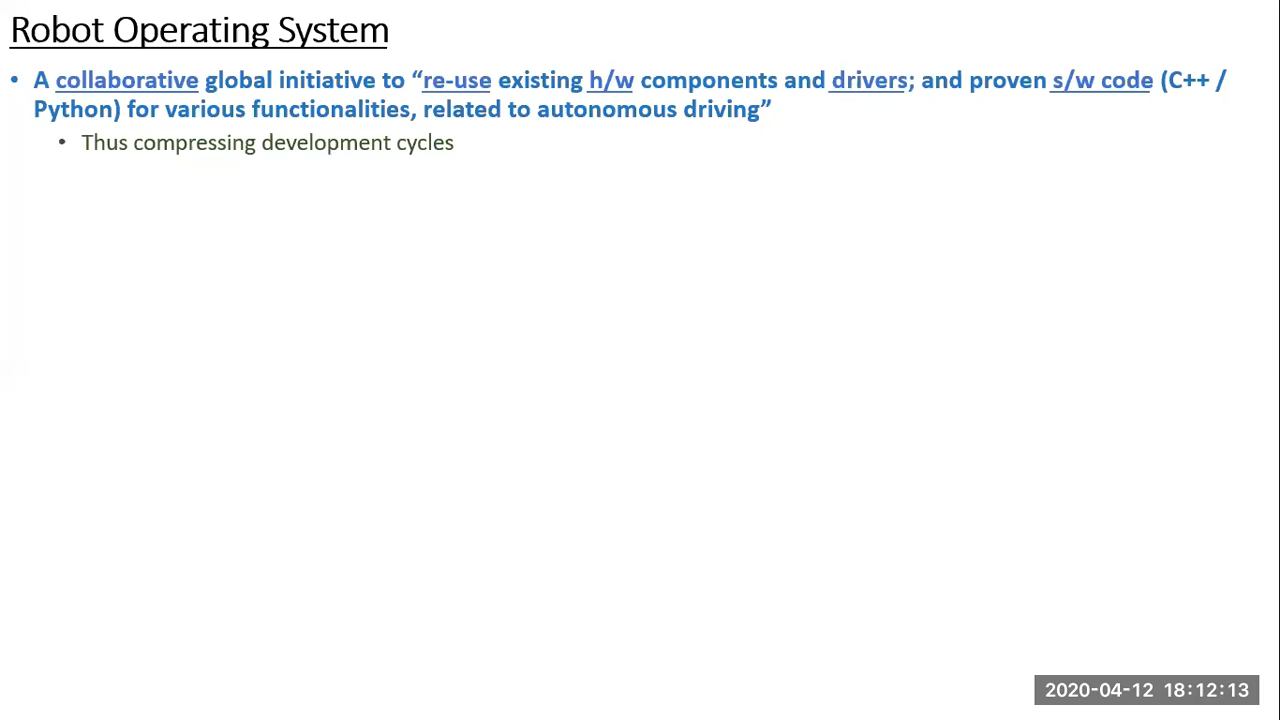 Robot Operating System
• A collaborative global initiative to “re-use existing h/w components and drivers; and proven s/w code (C++ /
Python) for various functionalities, related to autonomous driving”
• Thus compressing development cycles
2020-04-12 18:12:13